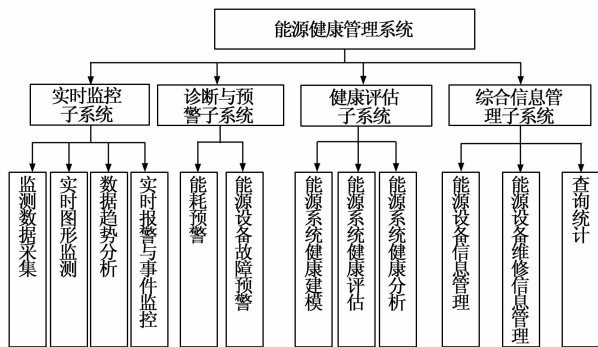 能源健康管理系统
实时监控
子系统
诊断与预
警子系统
健康评估
子系统
综合信息管
理子系统
监测数据采集
实时图形监测
数据趋势分析
实时报警与事件监控
能耗预警
能源设备故障预警
能源系统健康建模
能源系统健康评估
能源系统健康分析
能源设备信息管理
能源设备维修信息管理
查询统计